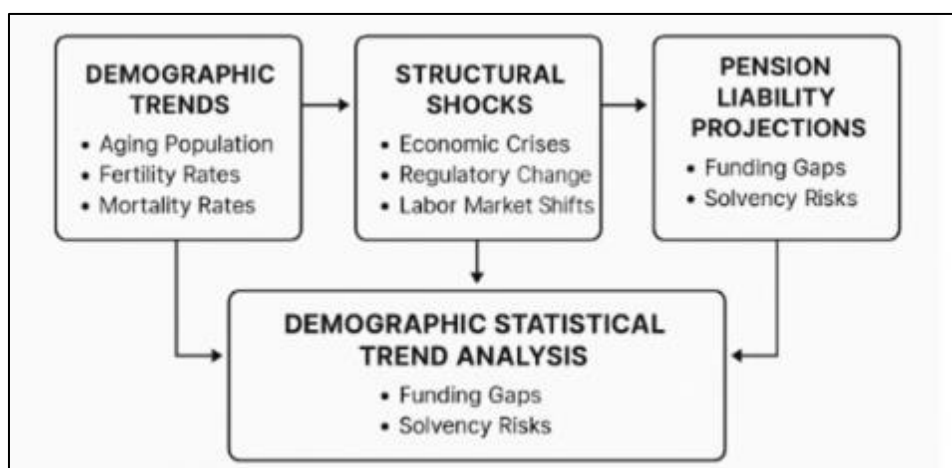 DEMOGRAPHIC
TRENDS
• Aging Population
• Fertility Rates
• Mortality Rates
STRUCTURAL
SHOCKS
• Economic Crises
• Regulatory Change
• Labor Market Shifts
PENSION
LIABILITY
PROJECTIONS
• Funding Gaps
• Solvency Risks
DEMOGRAPHIC STATISTICAL
TREND ANALYSIS
• Funding Gaps
• Solvency Risks